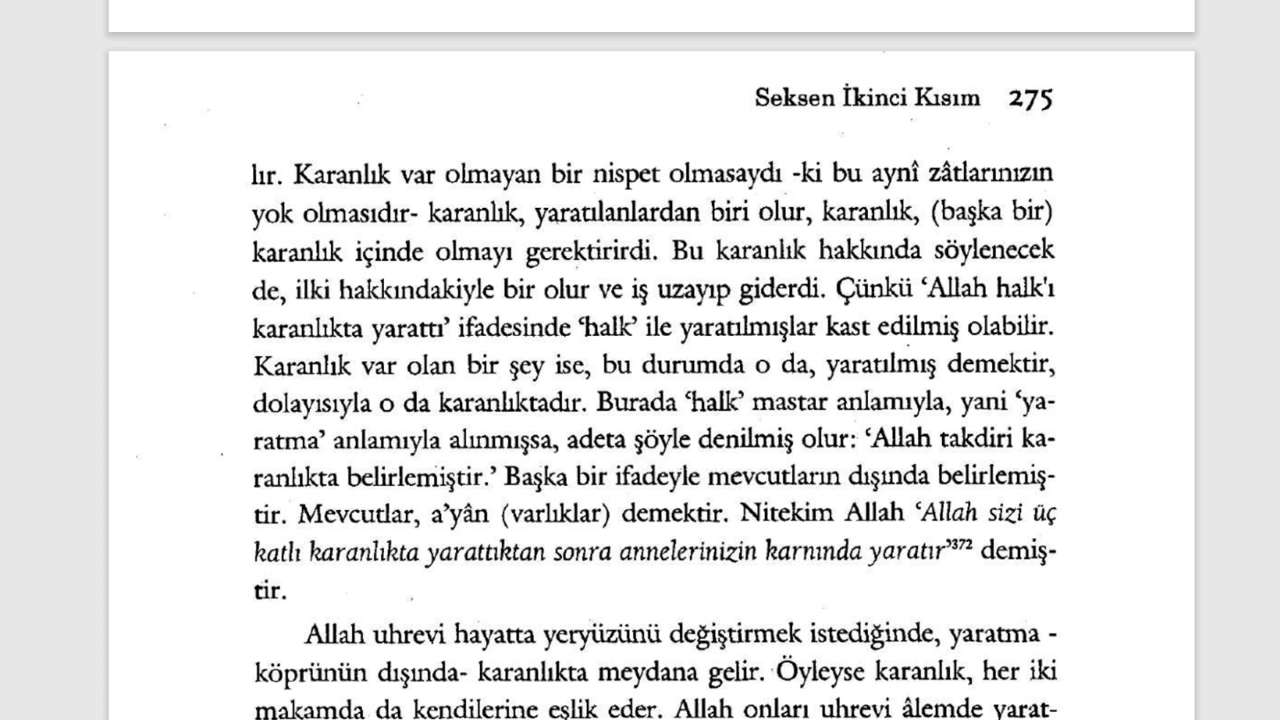 Seksen İkinci Kısım 275
lır. Karanlık var olmayan bir nispet olmasaydı -ki bu aynî zâtlarınızın
yok olmasıdır- karanlık, yaratılanlardan biri olur, karanlık, (başka bir)
karanlık içinde olmayı gerektirirdi. Bu karanlık hakkında söylenecek
de, ilki hakkındakiyle bir olur ve iş uzayıp giderdi. Çünkü ‘Allah halk'ı
karanlıkta yarattı’ ifadesinde ‘halk’ ile yaratılmışlar kast edilmiş olabilir.
Karanlık var olan bir şey ise, bu durumda o da, yaratılmış demektir,
dolayısıyla o da karanlıktadır. Burada ‘halk’ mastar anlamıyla, yani ‘ya-
ratma’ anlamıyla alınmışsa, adeta şöyle denilmiş olur: ‘Allah takdiri ka-
ranlıkta belirlemiştir.’ Başka bir ifadeyle mevcutların dışında belirlemiş-
tir. Mevcutlar, a’yân (varlıklar) demektir. Nitekim Allah ‘Allah sizi üç
katlı karanlıkta yarattıktan sonra annelerinizin karnında yaratır’³⁷² demiş-
tir.
Allah uhrevi hayatta yeryüzünü değiştirmek istediğinde, yaratma -
köprünün dışında- karanlıkta meydana gelir. Öyleyse karanlık, her iki
makamda da kendilerine eşlik eder. Allah onları uhrevi âlemde yarat-